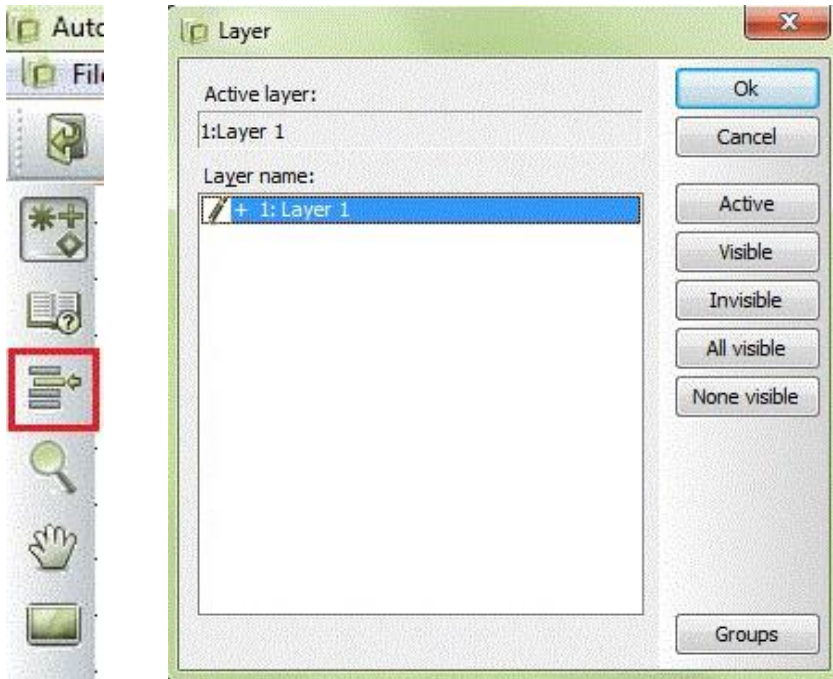 Auto
File
Layer
Active layer:
1:Layer 1
Layer name:
+ 1: Layer 1
Ok
Cancel
Active
Visible
Invisible
All visible
None visible
Groups